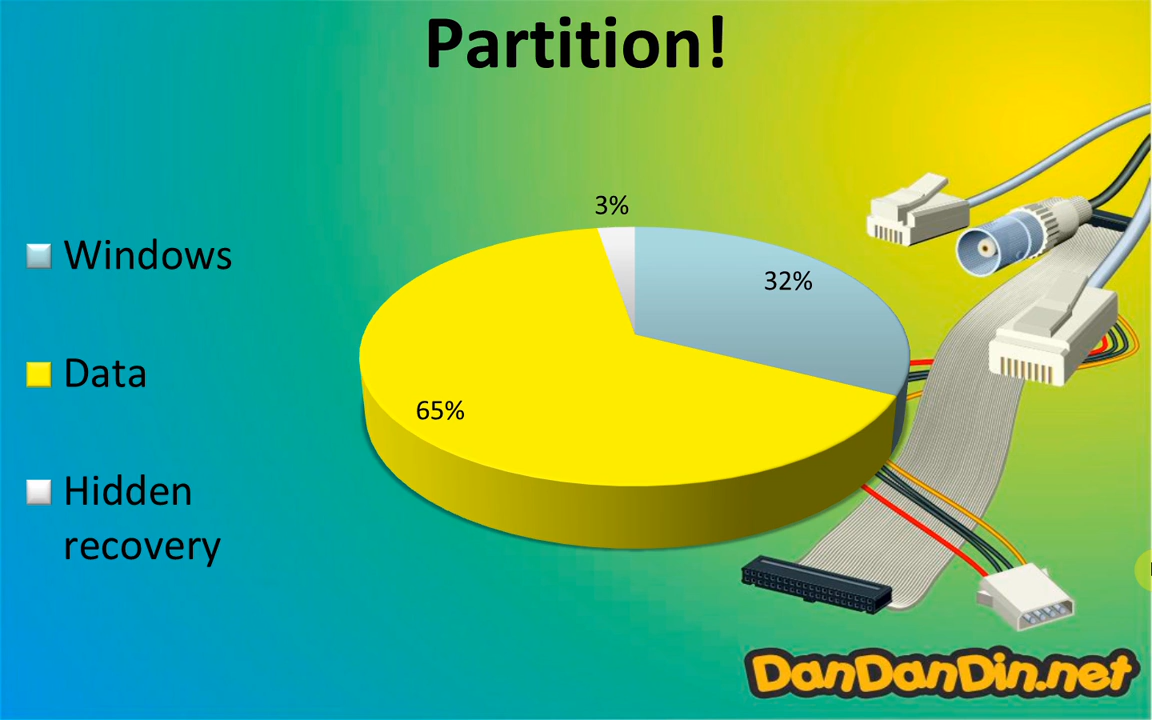 Partition!
Windows
Data
Hidden
recovery
3%
32%
65%
DanDanDin.net